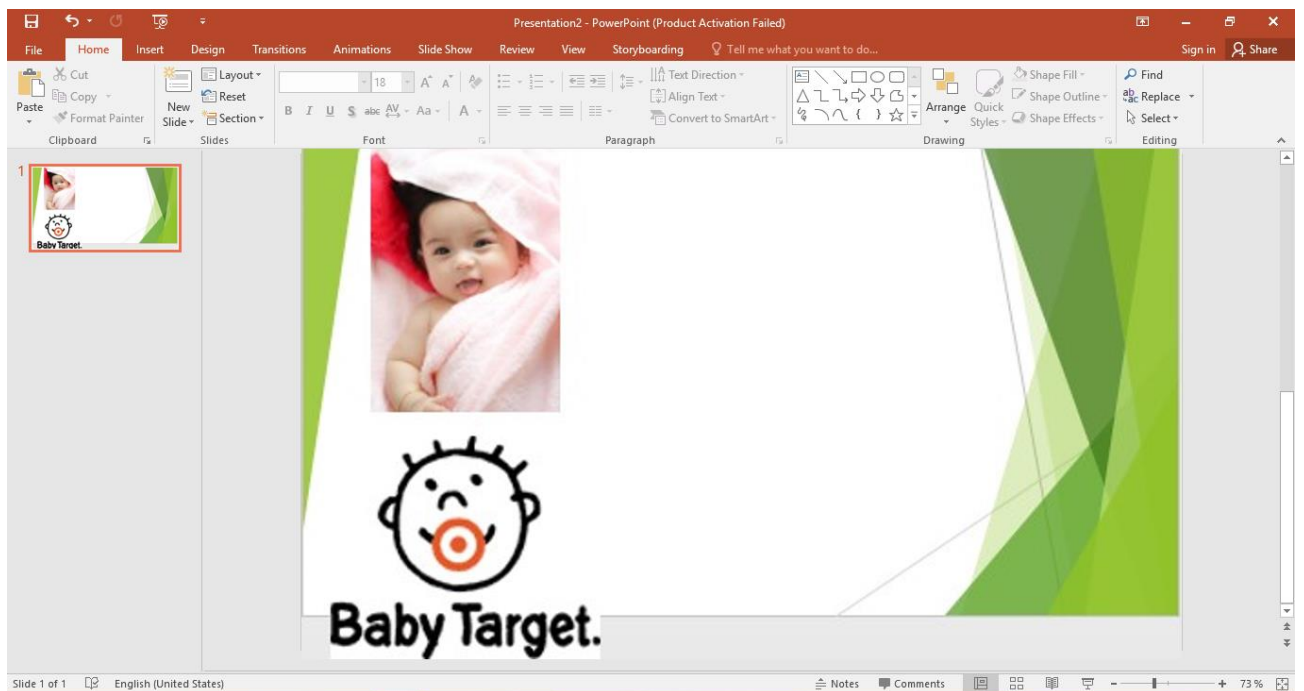 Presentation2 - PowerPoint (Product Activation Failed)
File Home Insert Design Transitions Animations Slide Show Review View Storyboarding Tell me what you want to do... Sign in Share
Paste
Cut
Copy
Format Painter
Clipboard
New Slide
Layout
Reset
Section
Slides
18
A A
B I U S abc AV Aa A
Font
Text Direction
Align Text
Convert to SmartArt
Paragraph
Arrange
Quick Styles
Shape Fill
Shape Outline
Shape Effects
Drawing
Find
Replace
Select
Editing
1
Baby Target.
Baby Target.
Slide 1 of 1 English (United States) Notes Comments 73 %